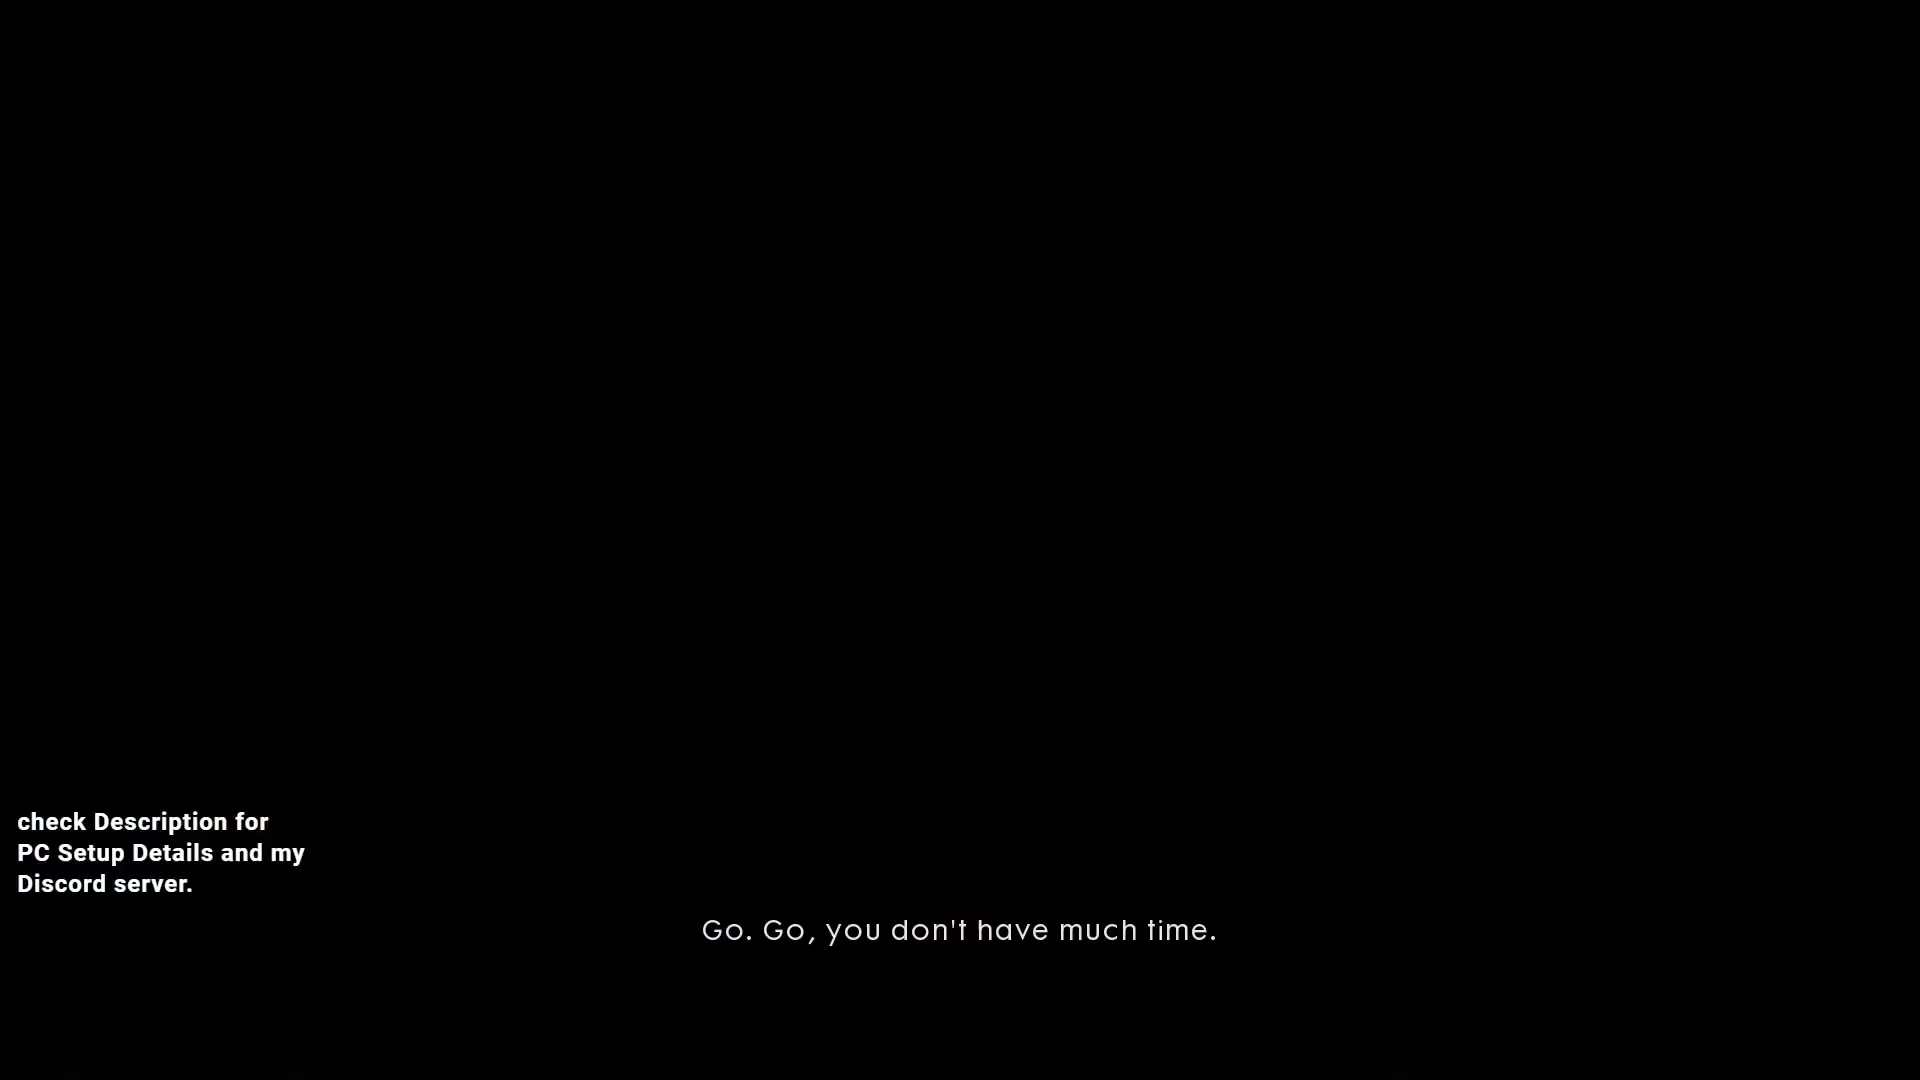 check Description for
PC Setup Details and my
Discord server.
Go. Go, you don't have much time.